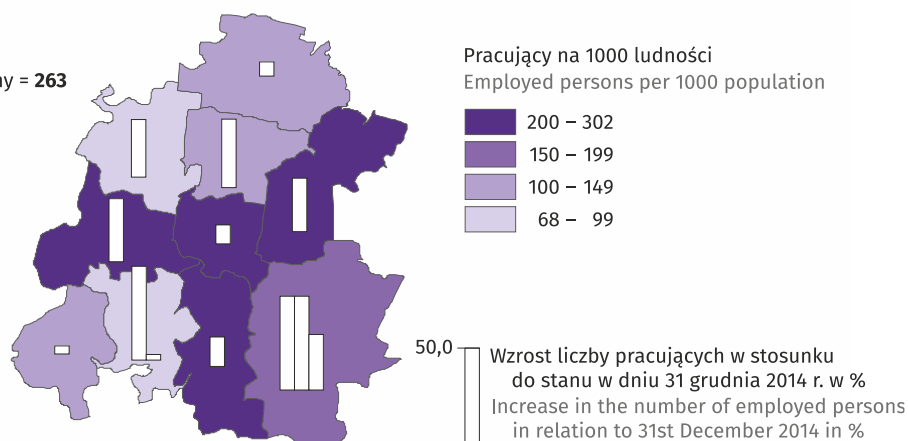 ny = 263
Pracujący na 1000 ludności
Employed persons per 1000 population
200 – 302
150 – 199
100 – 149
68 – 99
50,0
Wzrost liczby pracujących w stosunku
do stanu w dniu 31 grudnia 2014 r. w %
Increase in the number of employed persons
in relation to 31st December 2014 in %